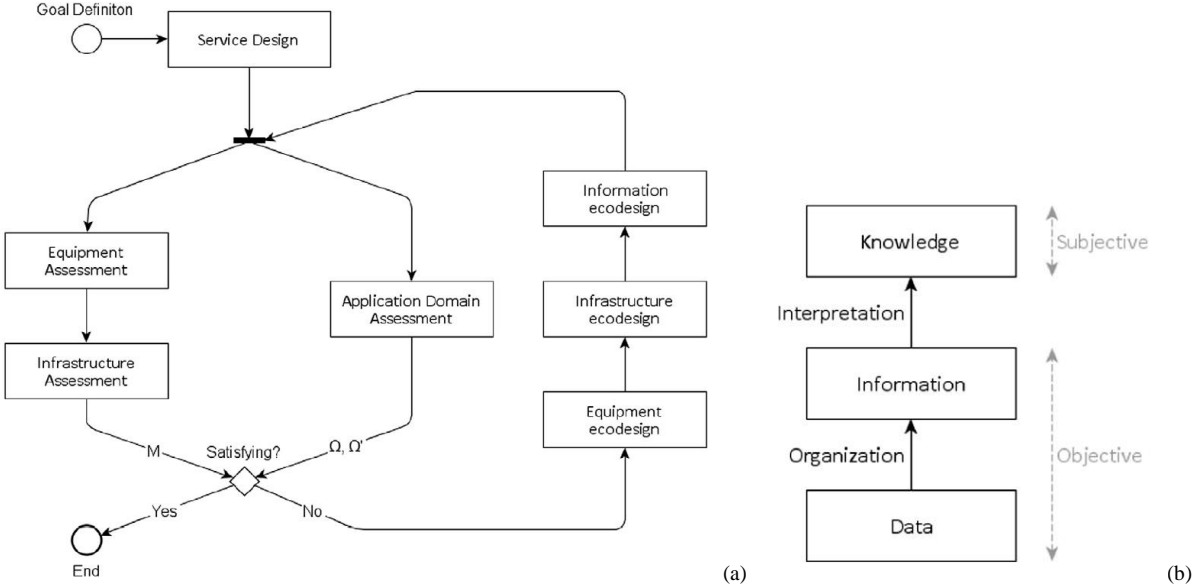 Goal Definiton
Service Design
Equipment
Assessment
Infrastructure
Assessment
Application Domain
Assessment
Information
ecodesign
Infrastructure
ecodesign
Equipment
ecodesign
M
Satisfying?
Ω, Ω'
Yes
No
End
(a)
Knowledge
Subjective
Interpretation
Information
Organization
Objective
Data
(b)